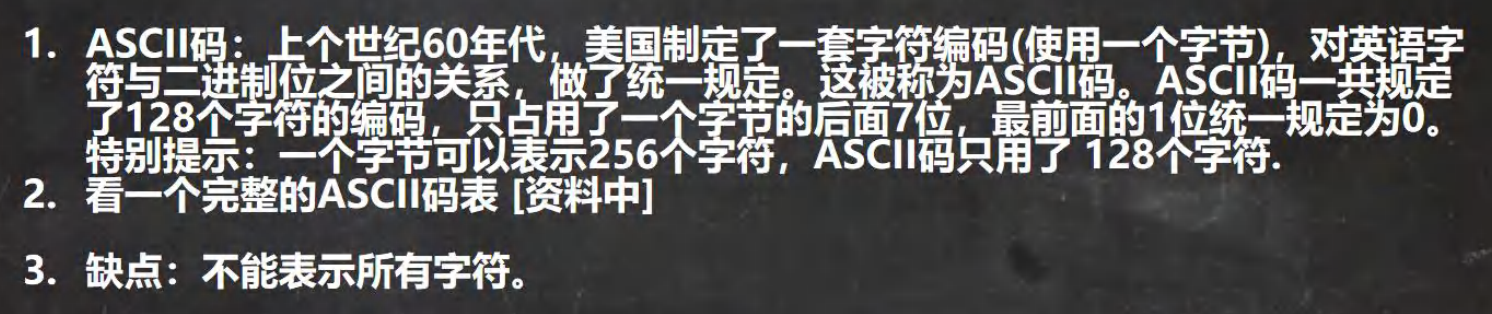 1. ASCII码：上个世纪60年代，美国制定了一套字符编码(使用一个字节)，对英语字
符与二进制位之间的关系，做了统一规定。这被称为ASCII码。ASCII码一共规定
了128个字符的编码，只占用了一个字节的后面7位，最前面的1位统一规定为0。
特别提示：一个字节可以表示256个字符，ASCII码只用了 128个字符.
2. 看一个完整的ASCII码表 [资料中]
3. 缺点：不能表示所有字符。